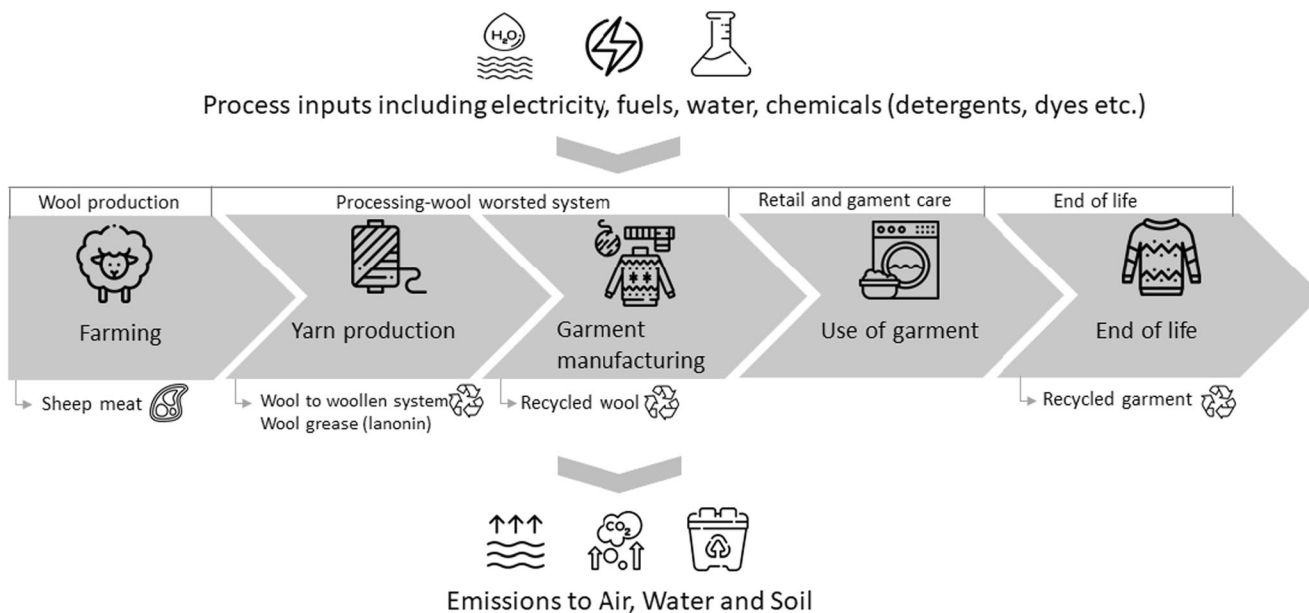 H₂O
Process inputs including electricity, fuels, water, chemicals (detergents, dyes etc.)
Wool production
Processing-wool worsted system
Retail and gament care
End of life
Farming
Yarn production
Garment
manufacturing
Use of garment
End of life
Sheep meat
Wool to woollen system
Wool grease (lanonin)
Recycled wool
Recycled garment
CO₂
Emissions to Air, Water and Soil